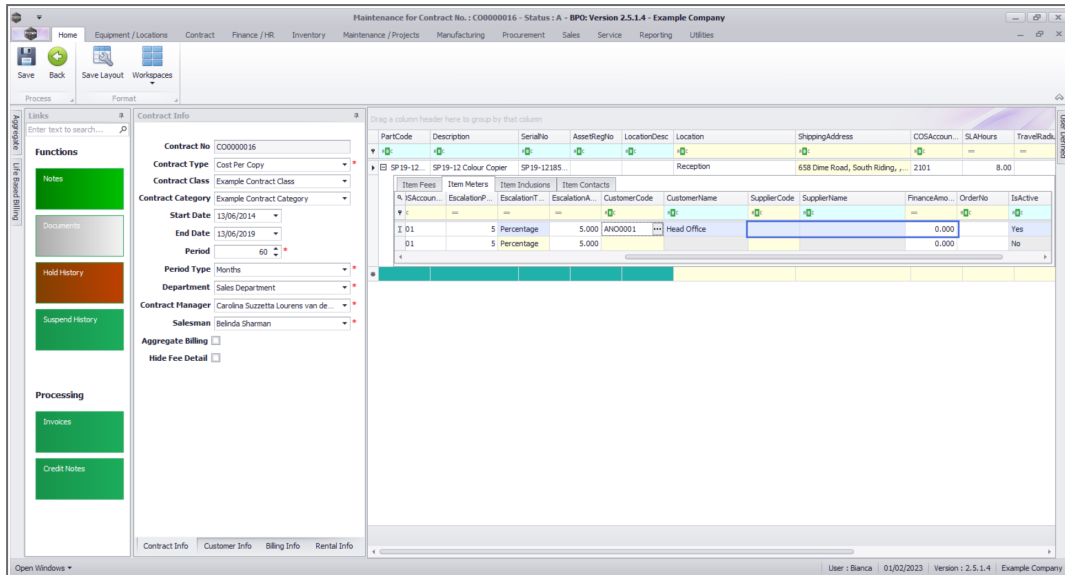 Maintenance for Contract No. : CO0000016 - Status : A - BPO: Version 2.5.1.4 - Example Company
Home Equipment / Locations Contract Finance / HR Inventory Maintenance / Projects Manufacturing Procurement Sales Service Reporting Utilities
Save Back Save Layout Workspaces
Process Format
Aggregate
Life Based Billing
Links
Enter text to search...
Functions
Notes
Documents
Hold History
Suspend History
Processing
Invoices
Credit Notes
Contract Info
Contract No CO0000016
Contract Type Cost Per Copy *
Contract Class Example Contract Class
Contract Category Example Contract Category
Start Date 13/06/2014
End Date 13/06/2019
Period 60 *
Period Type Months *
Department Sales Department *
Contract Manager Carolina Suzzetta Lourens van de... *
Salesman Belinda Sharman *
Aggregate Billing
Hide Fee Detail
Contract Info Customer Info Billing Info Rental Info
Drag a column header here to group by that column
PartCode Description SerialNo AssetRegNo LocationDesc Location ShippingAddress COSAccoun... SLAHours TravelRadiu
SP19-12... SP19-12 Colour Copier SP19-12185... Reception 658 Dime Road, South Riding, ,... 2101 8.00
Item Fees Item Meters Item Inclusions Item Contacts
ISAccoun... EscalationP... EscalationT... EscalationA... CustomerCode CustomerName SupplierCode SupplierName FinanceAmo... OrderNo IsActive
01 5 Percentage 5.000 ANO0001 ... Head Office 0.000 Yes
01 5 Percentage 5.000 0.000 No
User Defined
Open Windows
User : Bianca 01/02/2023 Version : 2.5.1.4 Example Company